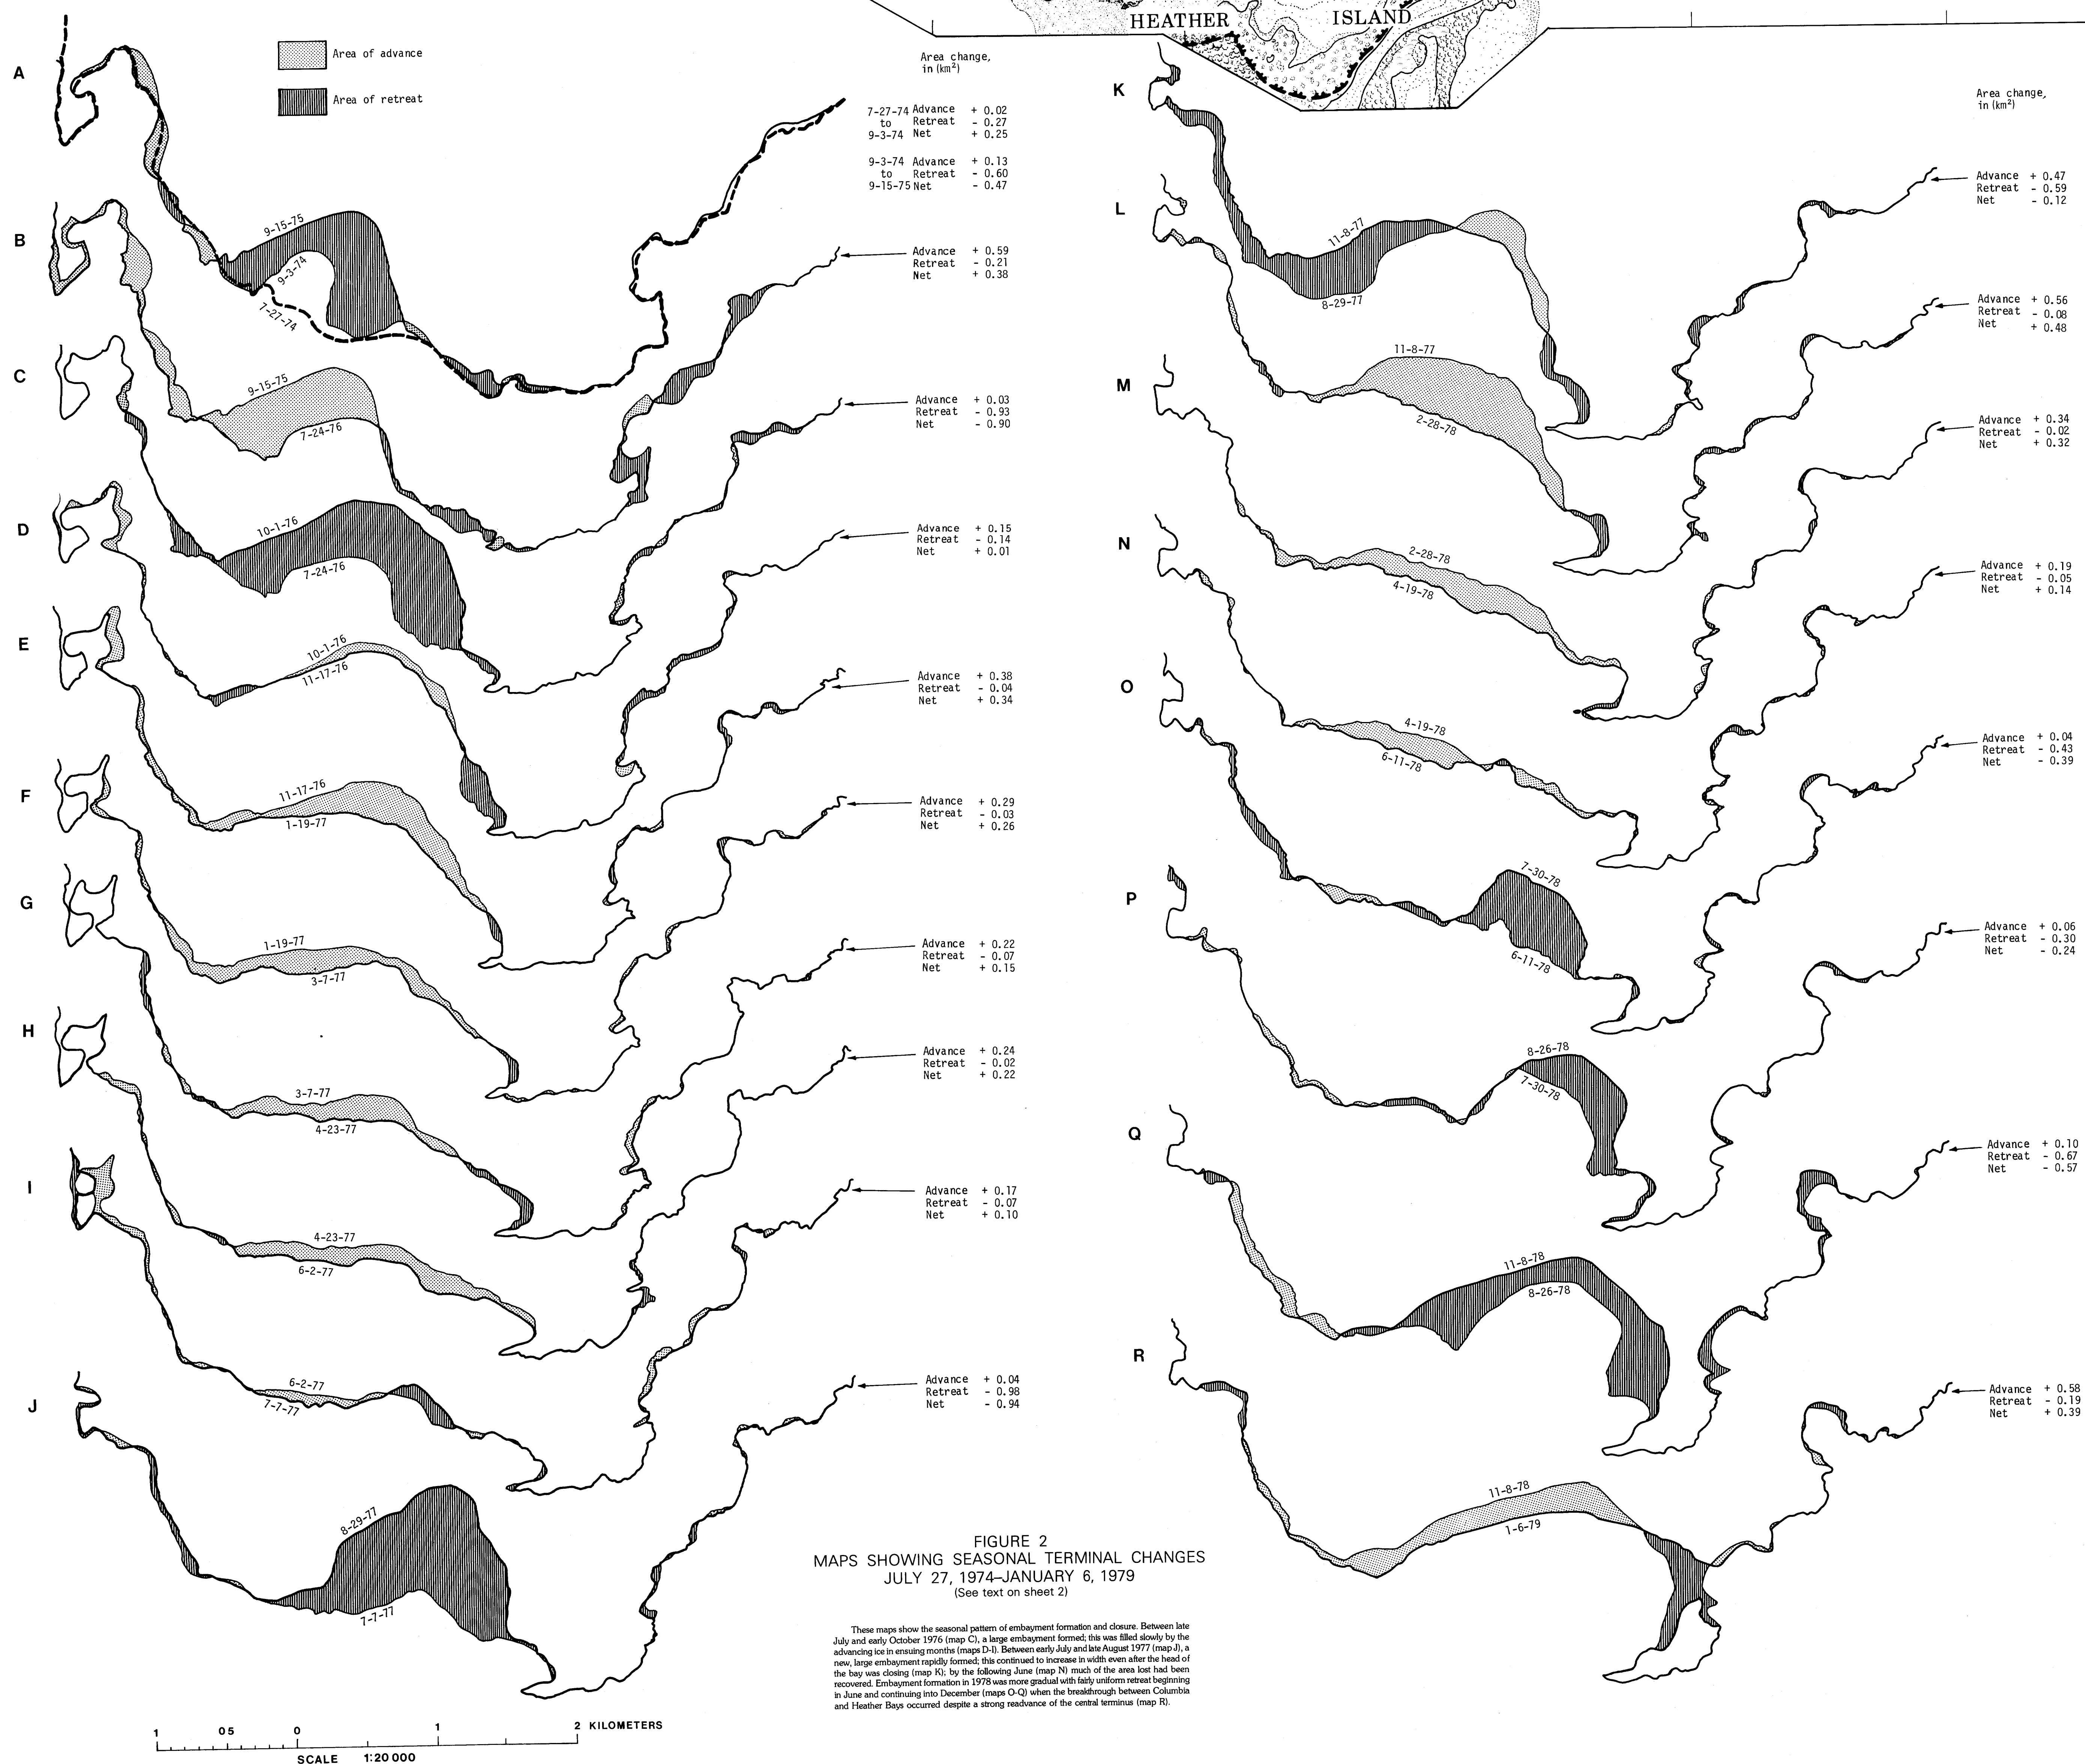 HEATHER ISLAND
Area of advance
Area of retreat
Area change,
in (km²)
A
7-27-74 Advance + 0.02
to Retreat - 0.27
9-3-74 Net + 0.25
9-3-74 Advance + 0.13
to Retreat - 0.60
9-15-75 Net - 0.47
9-15-75
9-3-74
7-27-74
B
Advance + 0.59
Retreat - 0.21
Net + 0.38
9-15-75
7-24-76
C
Advance + 0.03
Retreat - 0.93
Net - 0.90
10-1-76
7-24-76
D
Advance + 0.15
Retreat - 0.14
Net + 0.01
10-1-76
11-17-76
E
Advance + 0.38
Retreat - 0.04
Net + 0.34
11-17-76
1-19-77
F
Advance + 0.29
Retreat - 0.03
Net + 0.26
1-19-77
3-7-77
G
Advance + 0.22
Retreat - 0.07
Net + 0.15
3-7-77
4-23-77
H
Advance + 0.24
Retreat - 0.02
Net + 0.22
4-23-77
6-2-77
I
Advance + 0.17
Retreat - 0.07
Net + 0.10
6-2-77
7-7-77
J
Advance + 0.04
Retreat - 0.98
Net - 0.94
8-29-77
7-7-77
Area change,
in (km²)
K
Advance + 0.47
Retreat - 0.59
Net - 0.12
11-8-77
8-29-77
L
Advance + 0.56
Retreat - 0.08
Net + 0.48
11-8-77
2-28-78
M
Advance + 0.34
Retreat - 0.02
Net + 0.32
2-28-78
4-19-78
N
Advance + 0.19
Retreat - 0.05
Net + 0.14
4-19-78
6-11-78
O
Advance + 0.04
Retreat - 0.43
Net - 0.39
7-30-78
6-11-78
P
Advance + 0.06
Retreat - 0.30
Net - 0.24
8-26-78
7-30-78
Q
Advance + 0.10
Retreat - 0.67
Net - 0.57
11-8-78
8-26-78
R
Advance + 0.58
Retreat - 0.19
Net + 0.39
11-8-78
1-6-79
FIGURE 2
MAPS SHOWING SEASONAL TERMINAL CHANGES
JULY 27, 1974–JANUARY 6, 1979
(See text on sheet 2)
These maps show the seasonal pattern of embayment formation and closure. Between late
July and early October 1976 (map C), a large embayment formed; this was filled slowly by the
advancing ice in ensuing months (maps D-I). Between early July and late August 1977 (map J), a
new, large embayment rapidly formed; this continued to increase in width even after the head of
the bay was closing (map K); by the following June (map N) much of the area lost had been
recovered. Embayment formation in 1978 was more gradual with fairly uniform retreat beginning
in June and continuing into December (maps O-Q) when the breakthrough between Columbia
and Heather Bays occurred despite a strong readvance of the central terminus (map R).
1 0 5 0 1 2 KILOMETERS
SCALE 1:20 000